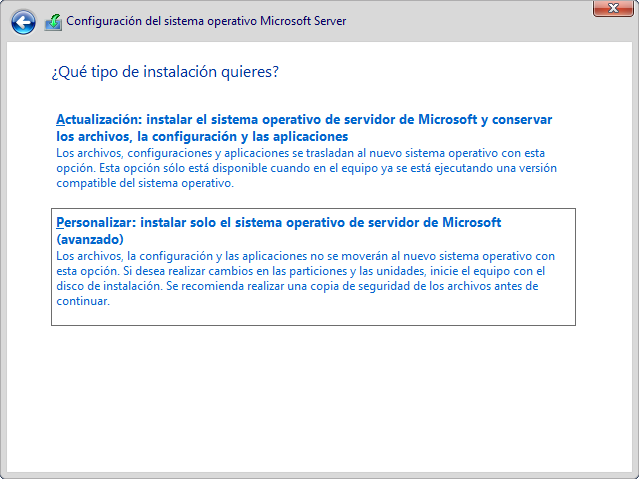 Configuración del sistema operativo Microsoft Server
¿Qué tipo de instalación quieres?
Actualización: instalar el sistema operativo de servidor de Microsoft y conservar
los archivos, la configuración y las aplicaciones
Los archivos, configuraciones y aplicaciones se trasladan al nuevo sistema operativo con esta
opción. Esta opción sólo está disponible cuando en el equipo ya se está ejecutando una versión
compatible del sistema operativo.
Personalizar: instalar solo el sistema operativo de servidor de Microsoft
(avanzado)
Los archivos, la configuración y las aplicaciones no se moverán al nuevo sistema operativo con
esta opción. Si desea realizar cambios en las particiones y las unidades, inicie el equipo con el
disco de instalación. Se recomienda realizar una copia de seguridad de los archivos antes de
continuar.